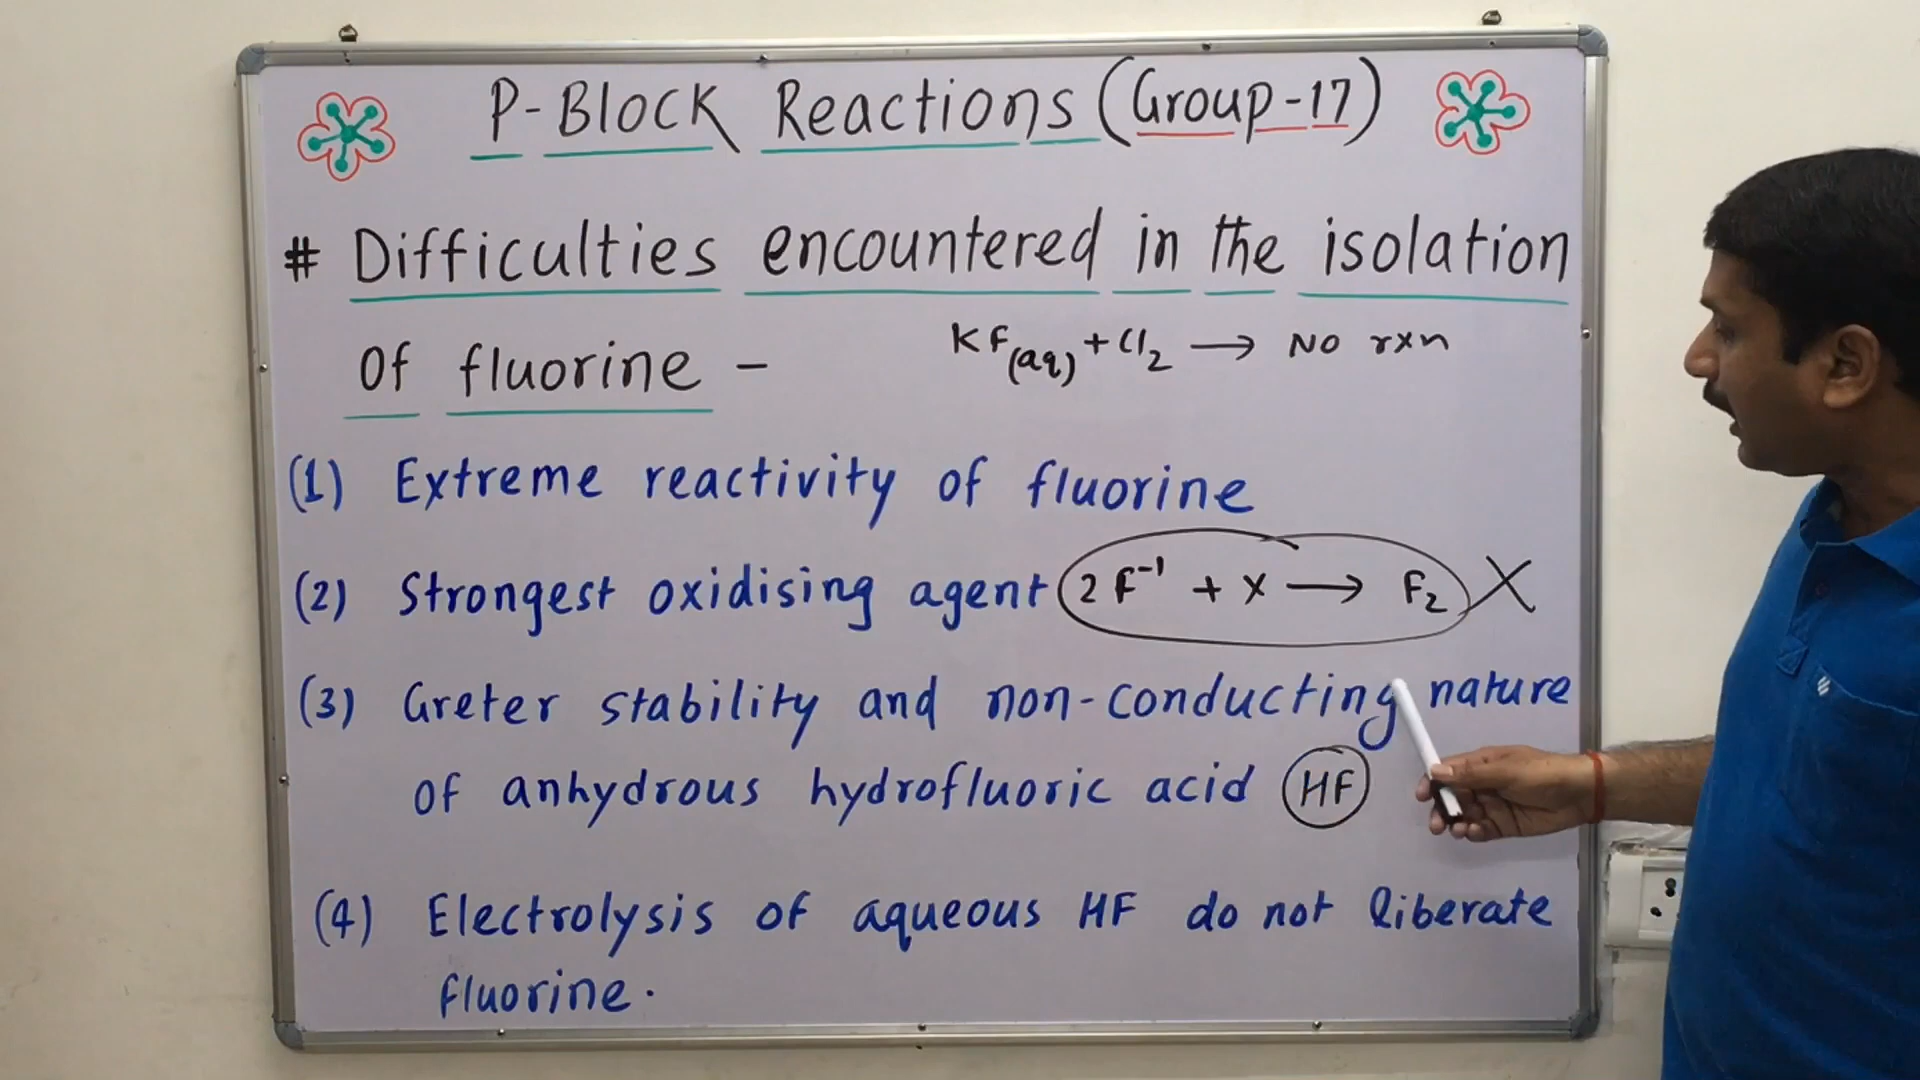 P-BLOCK Reactions (Group-17)
# Difficulties encountered in the isolation
of fluorine -
KF(aq) + Cl2 → No rxn
(1) Extreme reactivity of fluorine
(2) Strongest oxidising agent 2F⁻¹ + X → F2 X
(3) Greter stability and non-conducting nature
of anhydrous hydrofluoric acid HF
(4) Electrolysis of aqueous HF do not liberate
fluorine.